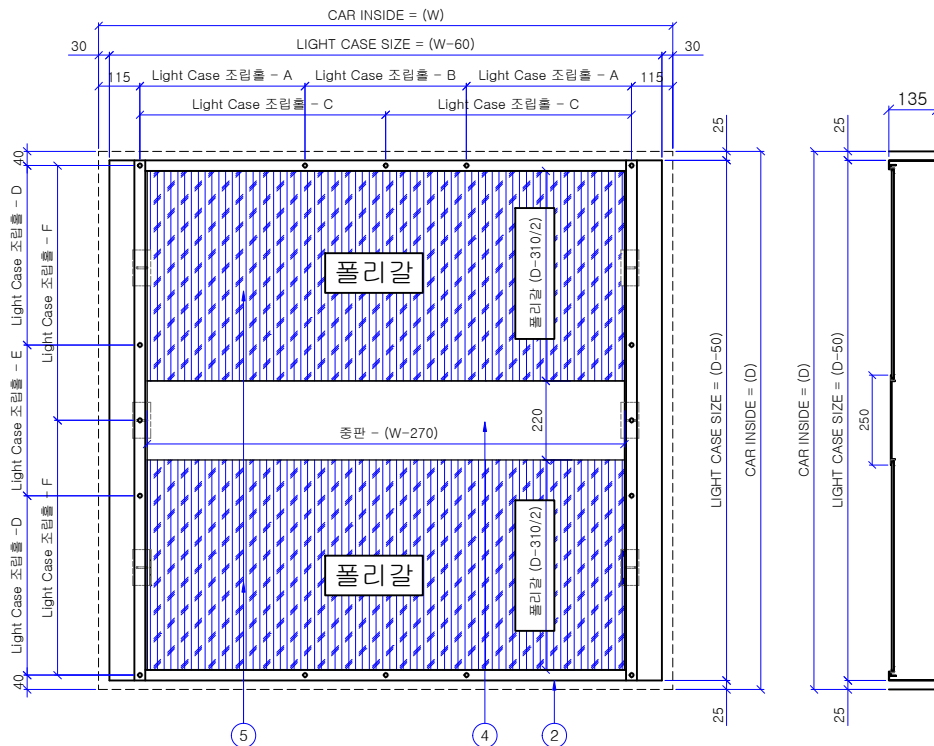 CAR INSIDE = (W)
30
LIGHT CASE SIZE = (W-60)
30
115
Light Case 조립홀 - A
Light Case 조립홀 - B
Light Case 조립홀 - A
115
Light Case 조립홀 - C
Light Case 조립홀 - C
135
25
25
40
Light Case 조립홀 - D
Light Case 조립홀 - F
폴리갈
폴리갈 (D-310/2)
Light Case 조립홀 - E
중판 - (W-270)
220
LIGHT CASE SIZE = (D-50)
CAR INSIDE = (D)
CAR INSIDE = (D)
LIGHT CASE SIZE = (D-50)
250
Light Case 조립홀 -D
Light Case 조립홀 - F
폴리갈
폴리갈 (D-310/2)
40
25
25
5
4
2